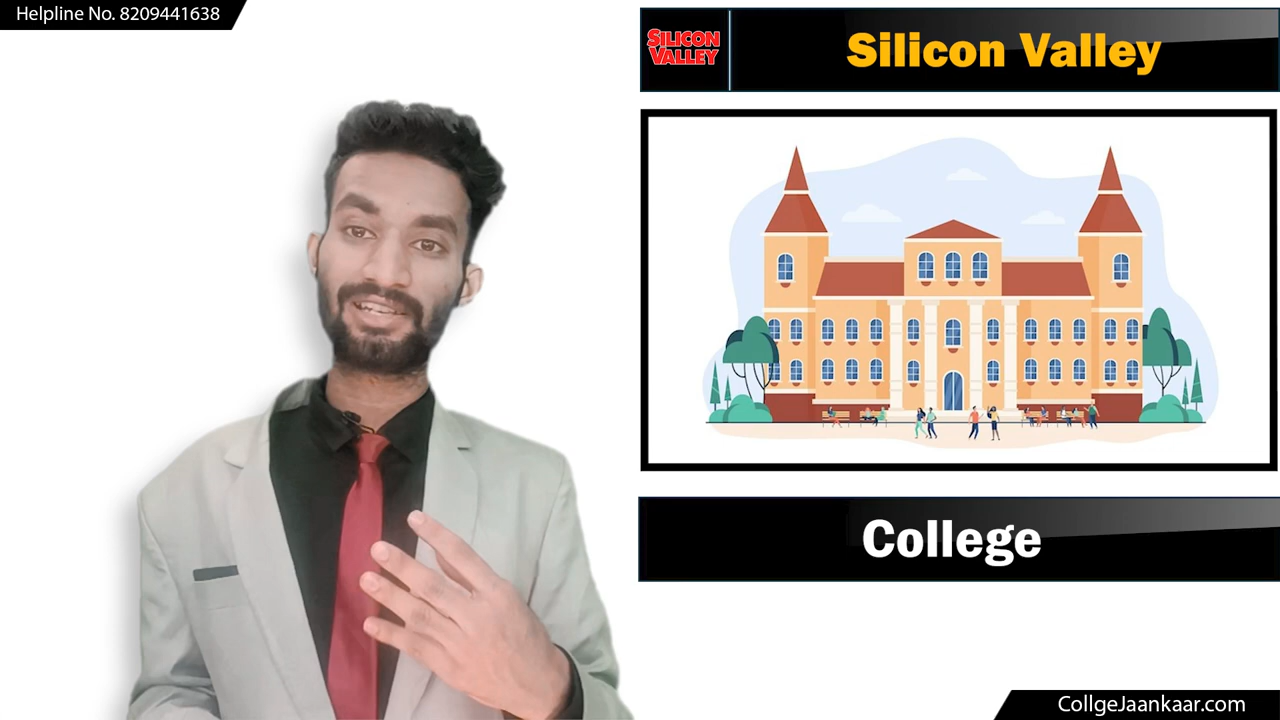 Helpline No. 8209441638
SILICON
VALLEY
Silicon Valley
College
CollgeJaankaar.com